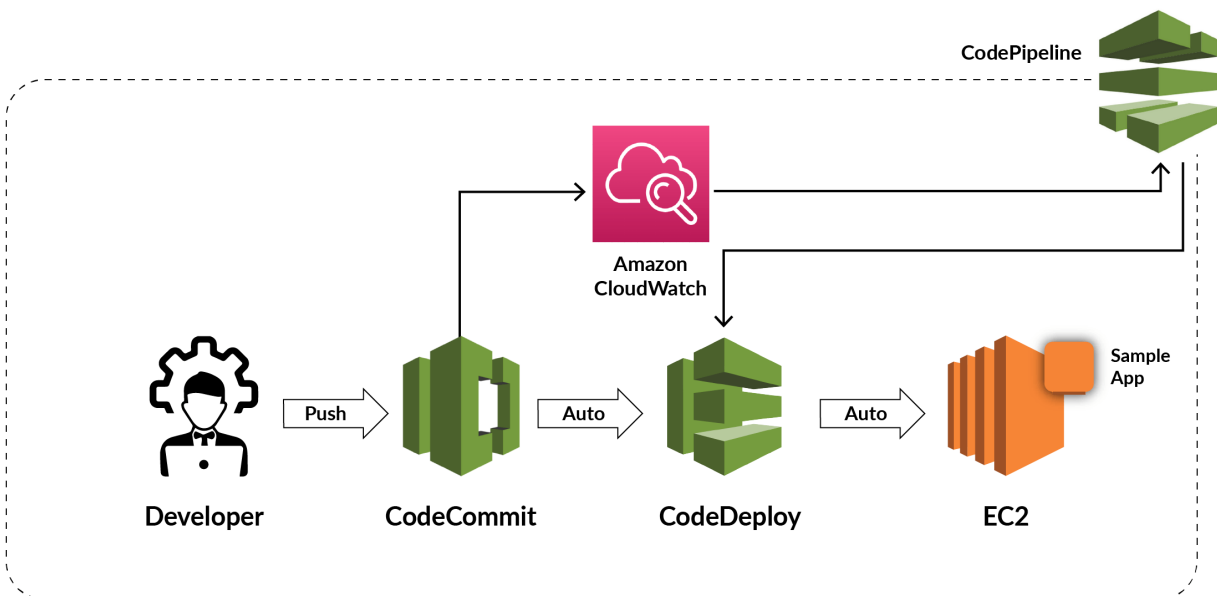 CodePipeline
Amazon
CloudWatch
Sample
App
Push
Auto
Auto
Developer
CodeCommit
CodeDeploy
EC2